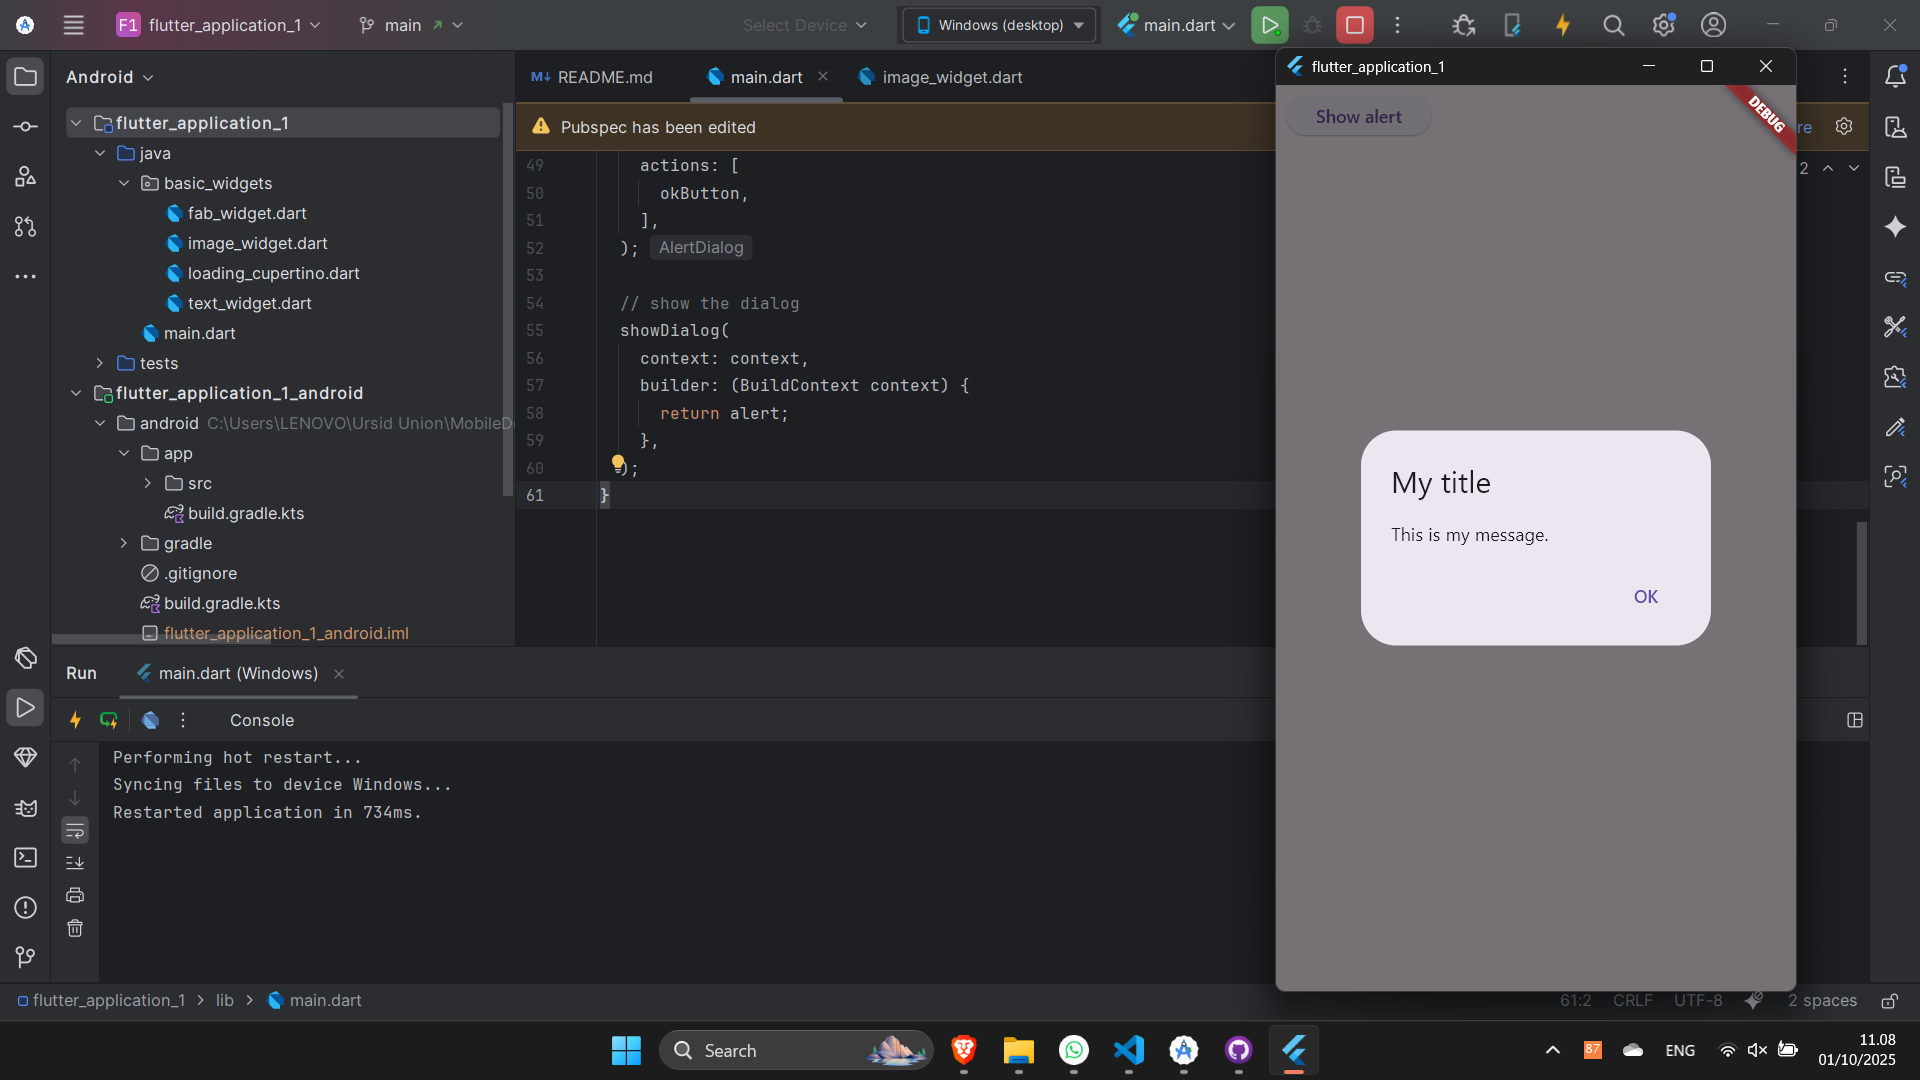 F1 flutter_application_1
main
Select Device
Windows (desktop)
main.dart
Android
flutter_application_1
java
basic_widgets
fab_widget.dart
image_widget.dart
loading_cupertino.dart
text_widget.dart
main.dart
tests
flutter_application_1_android
android C:\Users\LENOVO\Ursid Union\MobileD
app
src
build.gradle.kts
gradle
.gitignore
build.gradle.kts
flutter_application_1_android.iml
M↓ README.md
main.dart
image_widget.dart
Pubspec has been edited
re
2
49 actions: [
50 okButton,
51 ],
52 ); AlertDialog
53
54 // show the dialog
55 showDialog(
56 context: context,
57 builder: (BuildContext context) {
58 return alert;
59 },
60 );
61 }
flutter_application_1
Show alert
DEBUG
My title
This is my message.
OK
Run
main.dart (Windows)
Console
Performing hot restart...
Syncing files to device Windows...
Restarted application in 734ms.
flutter_application_1 > lib > main.dart
61:2 CRLF UTF-8 2 spaces
Search
87
ENG
11.08
01/10/2025